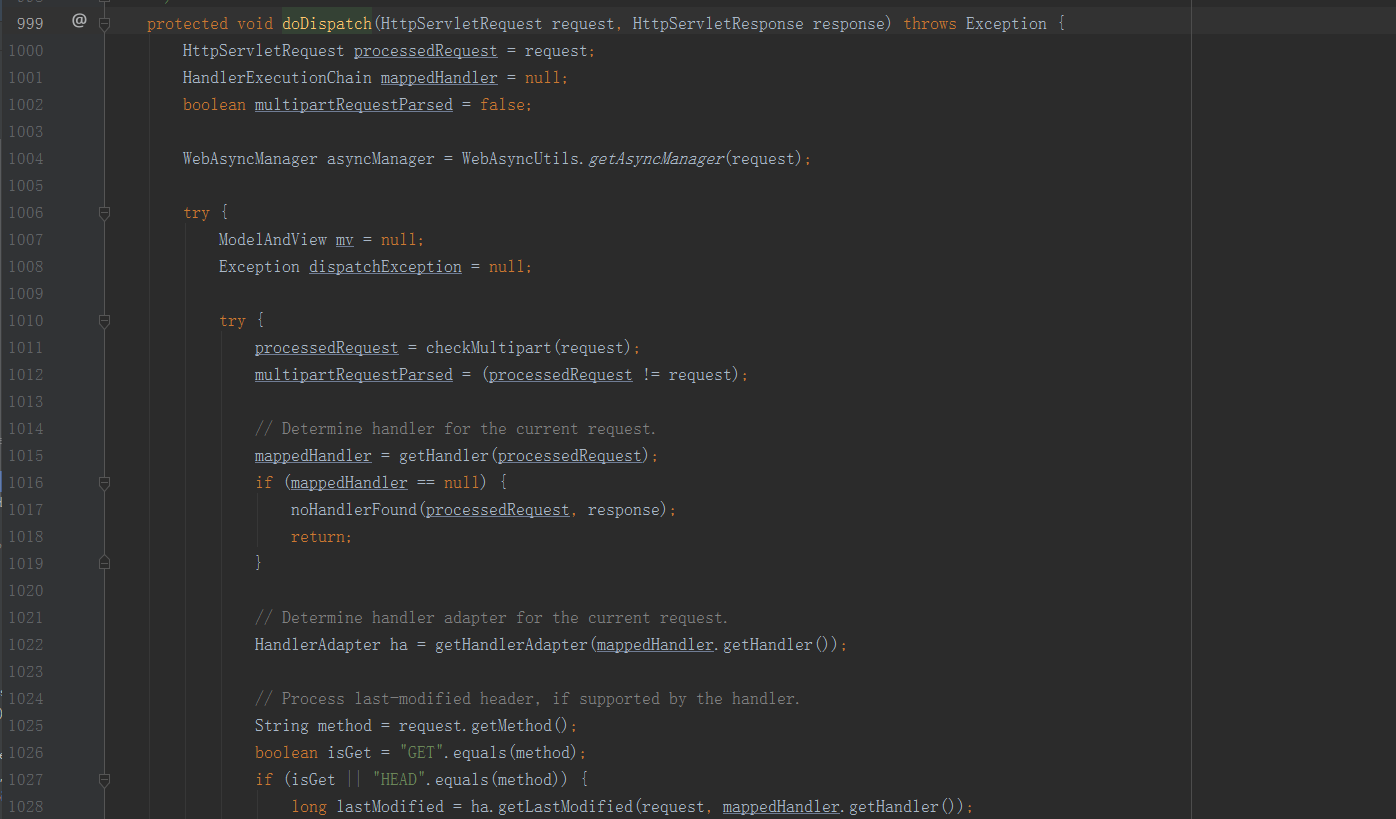 999 @ protected void doDispatch(HttpServletRequest request, HttpServletResponse response) throws Exception {
1000 HttpServletRequest processedRequest = request;
1001 HandlerExecutionChain mappedHandler = null;
1002 boolean multipartRequestParsed = false;
1003
1004 WebAsyncManager asyncManager = WebAsyncUtils.getAsyncManager(request);
1005
1006 try {
1007 ModelAndView mv = null;
1008 Exception dispatchException = null;
1009
1010 try {
1011 processedRequest = checkMultipart(request);
1012 multipartRequestParsed = (processedRequest != request);
1013
1014 // Determine handler for the current request.
1015 mappedHandler = getHandler(processedRequest);
1016 if (mappedHandler == null) {
1017 noHandlerFound(processedRequest, response);
1018 return;
1019 }
1020
1021 // Determine handler adapter for the current request.
1022 HandlerAdapter ha = getHandlerAdapter(mappedHandler.getHandler());
1023
1024 // Process last-modified header, if supported by the handler.
1025 String method = request.getMethod();
1026 boolean isGet = "GET".equals(method);
1027 if (isGet || "HEAD".equals(method)) {
1028 long lastModified = ha.getLastModified(request, mappedHandler.getHandler());